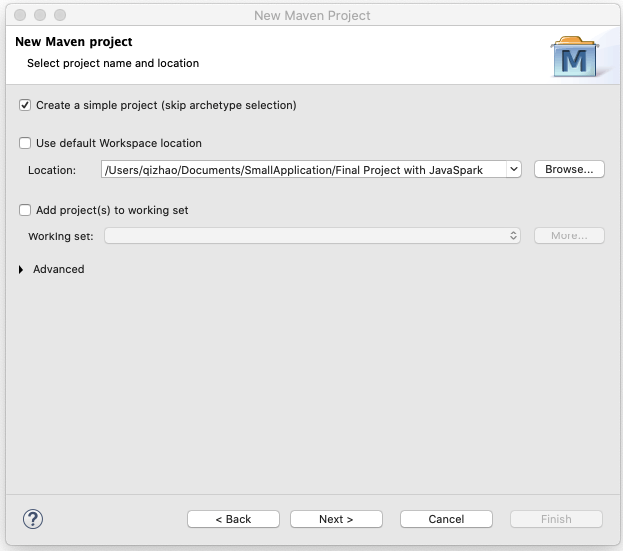 New Maven Project
New Maven project
Select project name and location
M
Create a simple project (skip archetype selection)
Use default Workspace location
Location: /Users/qizhao/Documents/SmallApplication/Final Project with JavaSpark Browse...
Add project(s) to working set
Working set: More...
Advanced
? < Back Next > Cancel Finish